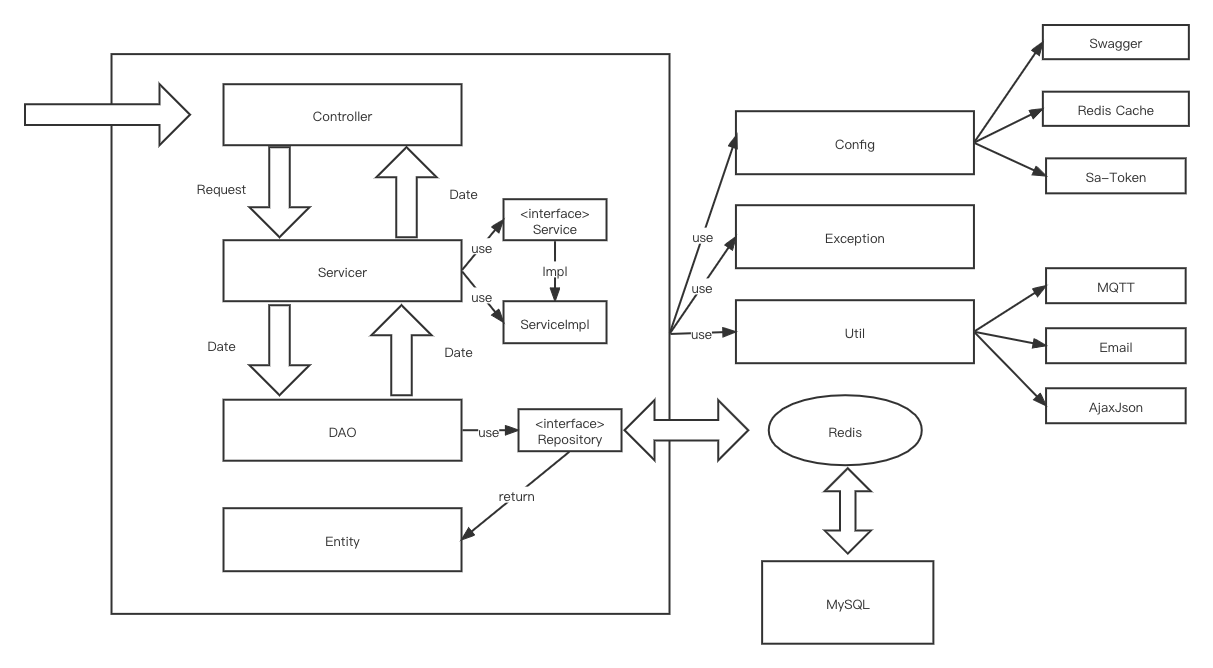 Swagger
Redis Cache
Sa-Token
Controller
Config
Request
Date
<interface>
Service
use
Exception
use
Servicer
Impl
use
use
ServiceImpl
use
Util
MQTT
Email
AjaxJson
Date
Date
DAO
use
<interface>
Repository
Redis
return
Entity
MySQL